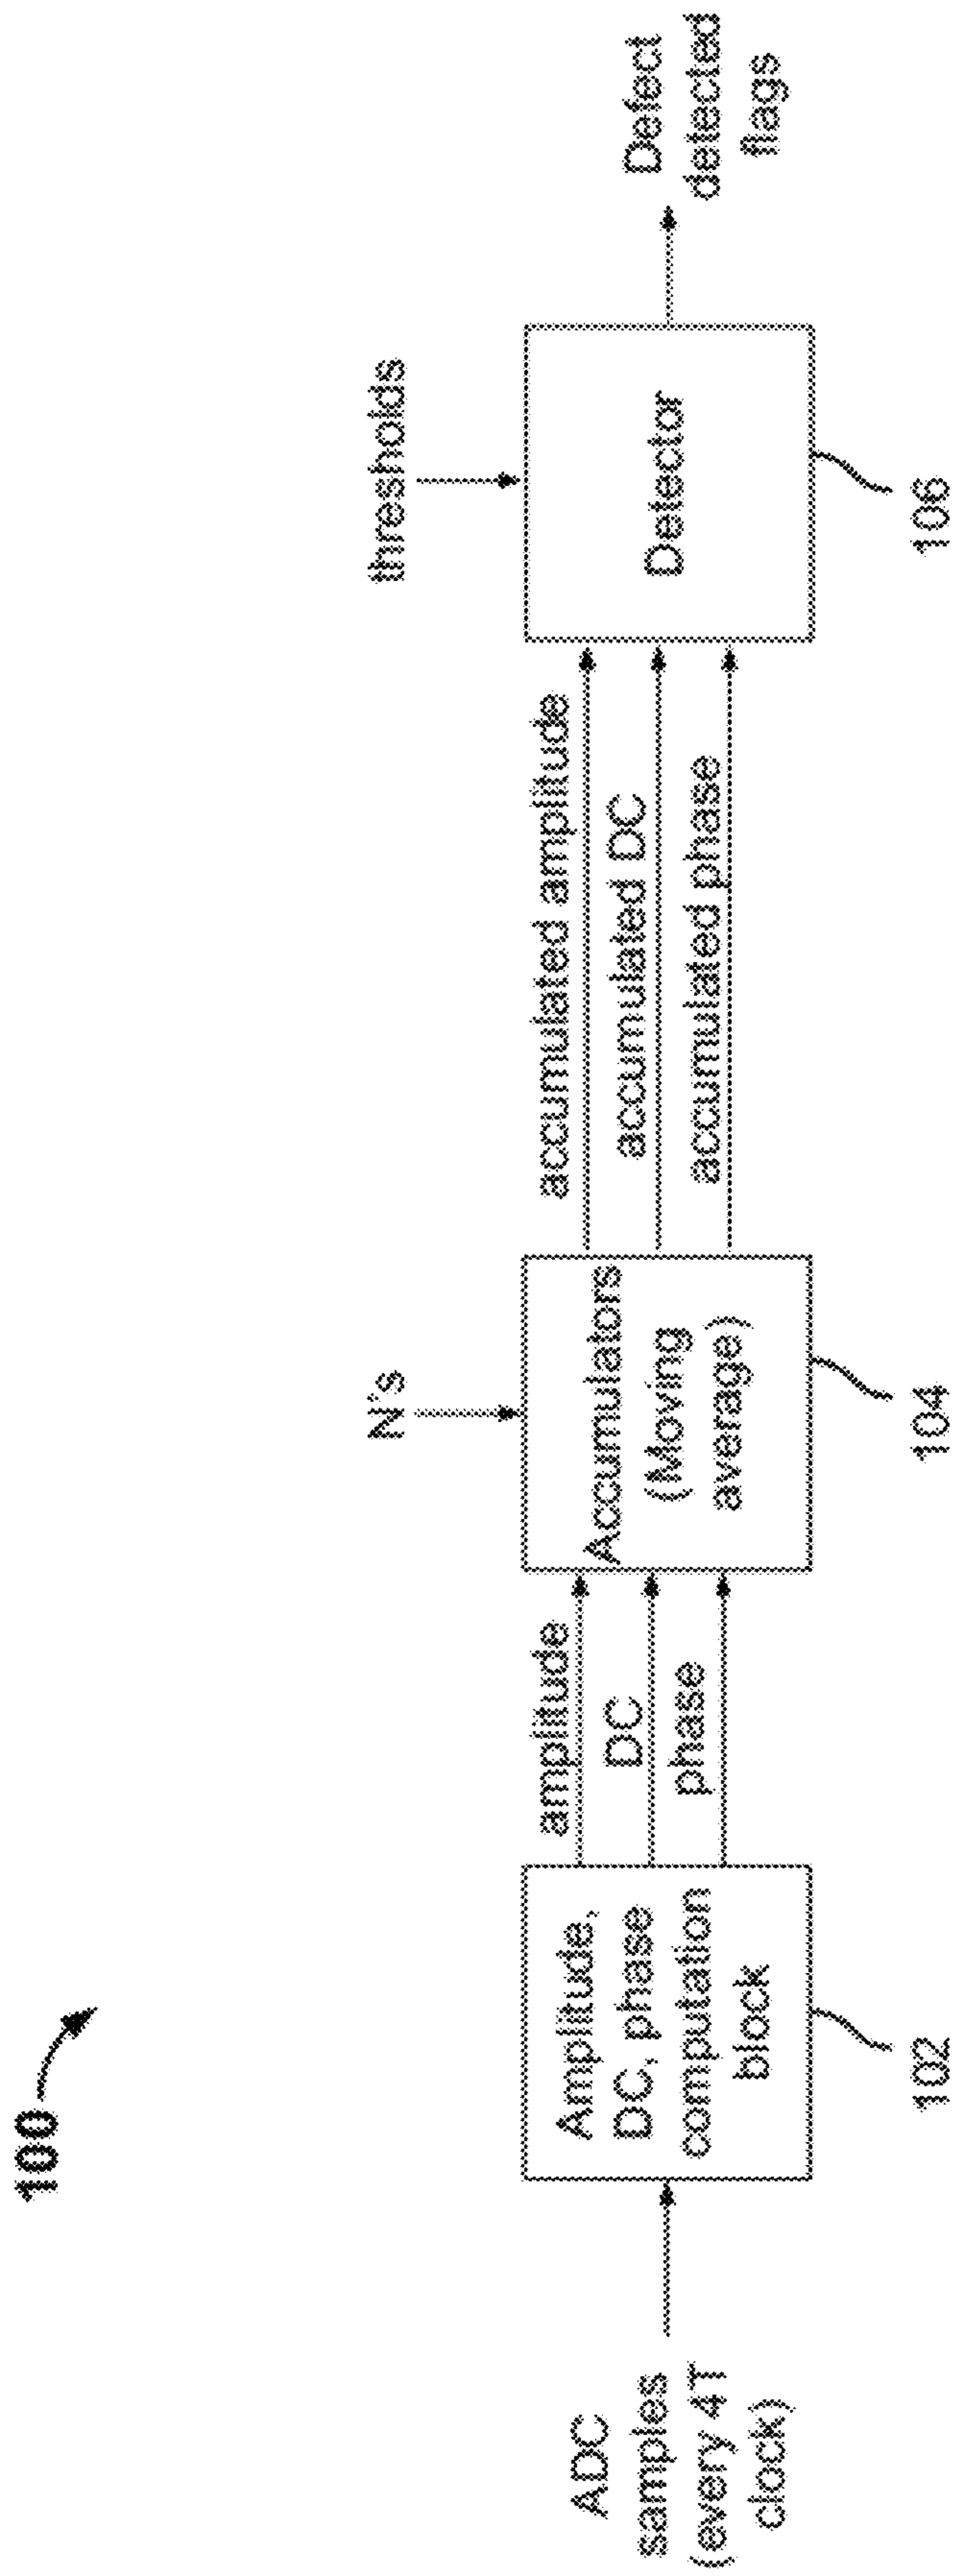 100
ADC
samples
(every 4T
clock)
Amplitude,
DC, phase
computation
block
102
amplitude
DC
phase
N's
Accumulators
(Moving
average)
104
accumulated amplitude
accumulated DC
accumulated phase
thresholds
Detector
106
Defect
detected
flags